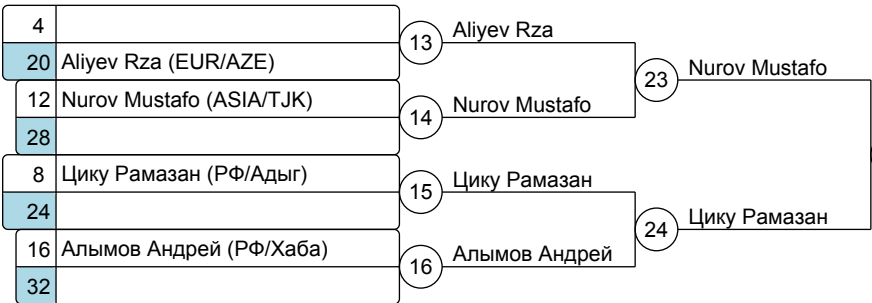 4
20 Aliyev Rza (EUR/AZE)
12 Nurov Mustafo (ASIA/TJK)
28
8 Цику Рамазан (РФ/Адыг)
24
16 Алымов Андрей (РФ/Хаба)
32
13 Aliyev Rza
14 Nurov Mustafo
15 Цику Рамазан
16 Алымов Андрей
23 Nurov Mustafo
24 Цику Рамазан